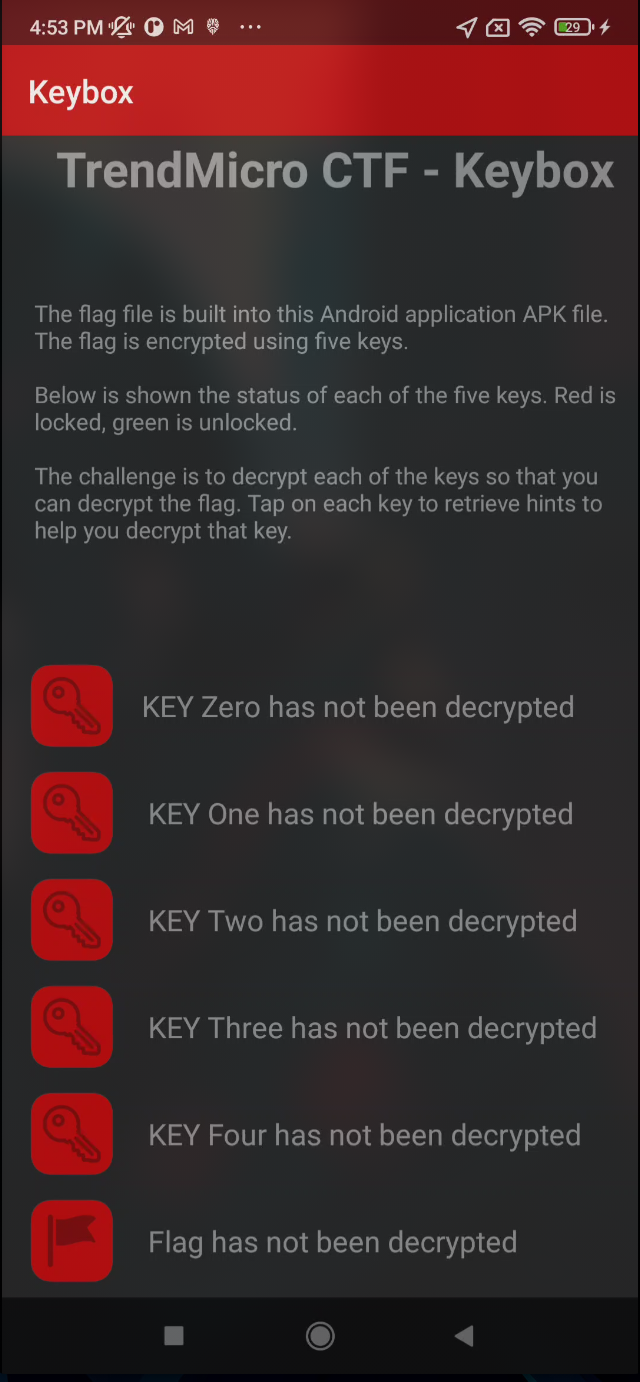 4:53 PM
29
Keybox
TrendMicro CTF - Keybox
The flag file is built into this Android application APK file.
The flag is encrypted using five keys.
Below is shown the status of each of the five keys. Red is
locked, green is unlocked.
The challenge is to decrypt each of the keys so that you
can decrypt the flag. Tap on each key to retrieve hints to
help you decrypt that key.
KEY Zero has not been decrypted
KEY One has not been decrypted
KEY Two has not been decrypted
KEY Three has not been decrypted
KEY Four has not been decrypted
Flag has not been decrypted